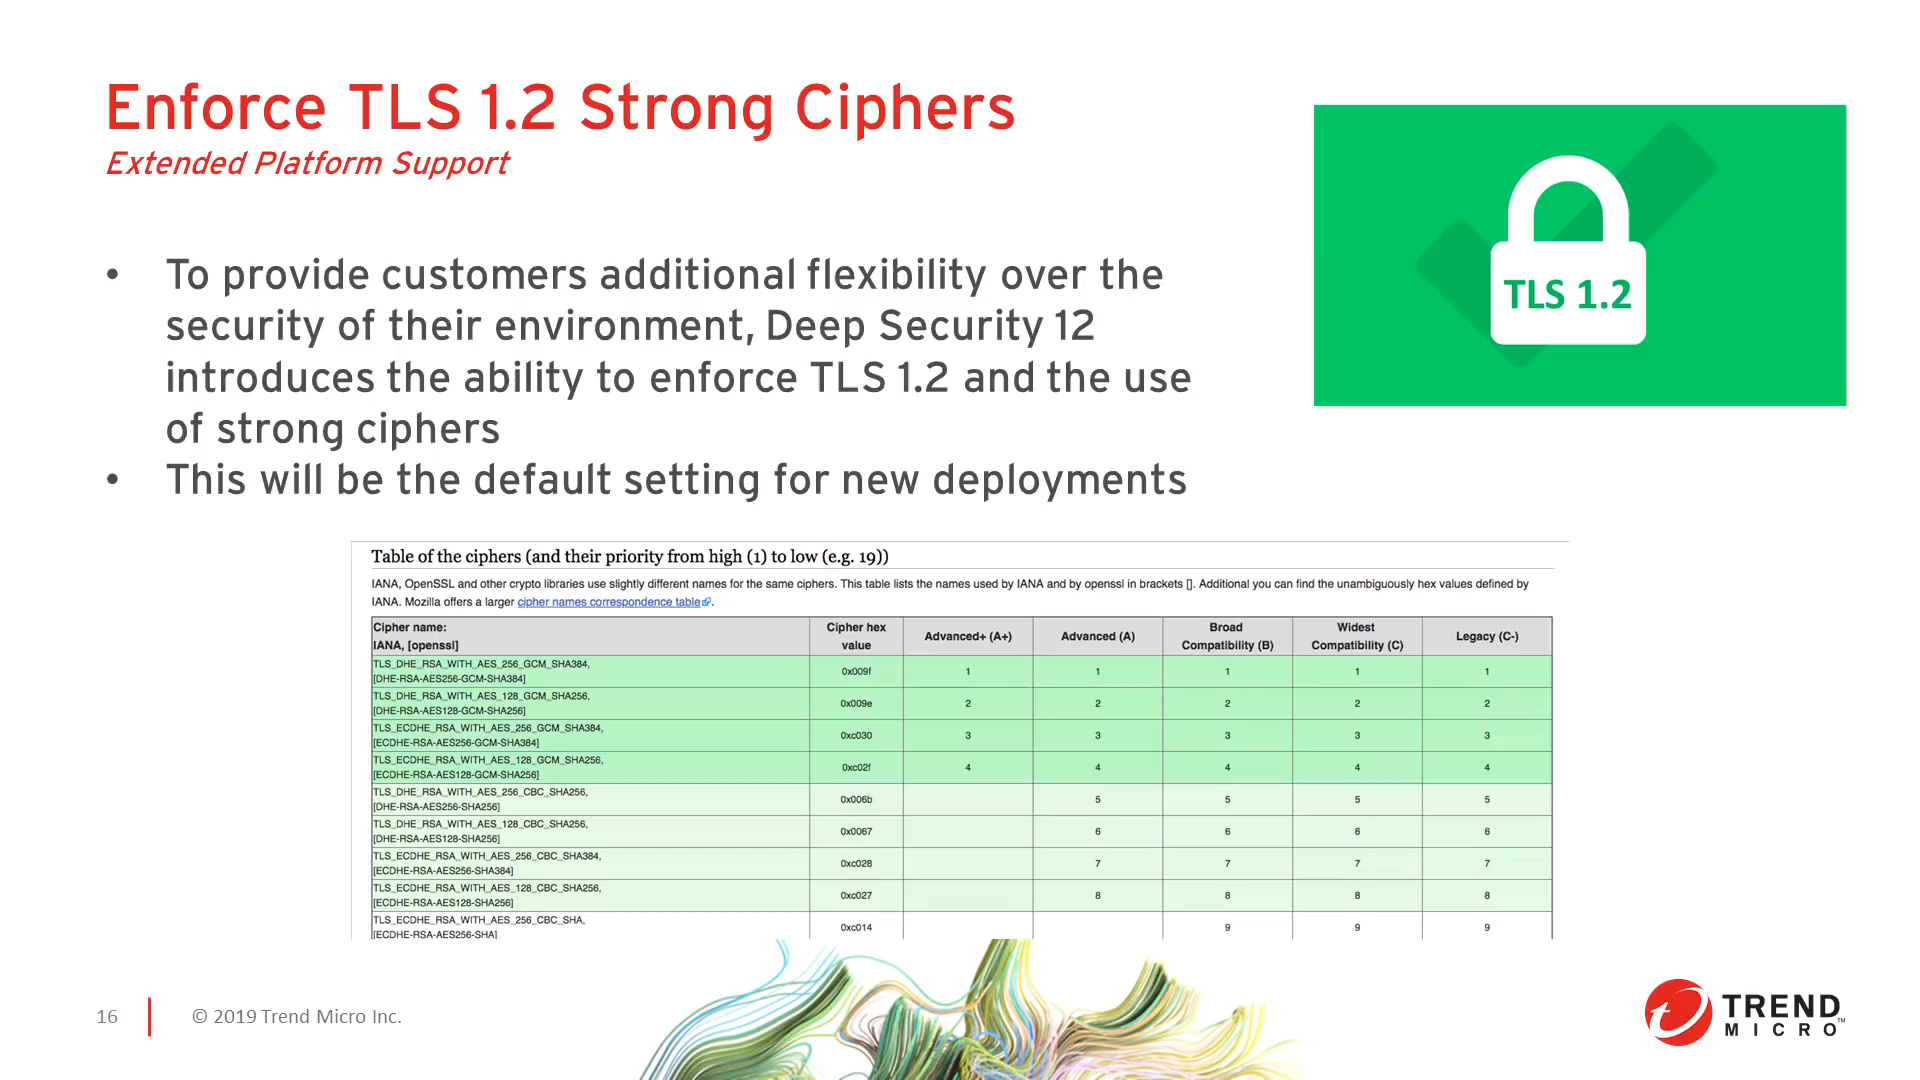 Enforce TLS 1.2 Strong Ciphers
Extended Platform Support
TLS 1.2
• To provide customers additional flexibility over the
security of their environment, Deep Security 12
introduces the ability to enforce TLS 1.2 and the use
of strong ciphers
• This will be the default setting for new deployments
Table of the ciphers (and their priority from high (1) to low (e.g. 19))
IANA, OpenSSL and other crypto libraries use slightly different names for the same ciphers. This table lists the names used by IANA and by openssl in brackets []. Additional you can find the unambiguously hex values defined by
IANA. Mozilla offers a larger cipher names correspondence table.
Cipher name:
IANA, [openssl]
Cipher hex
value
Advanced+ (A+)
Advanced (A)
Broad
Compatibility (B)
Widest
Compatibility (C)
Legacy (C-)
TLS_DHE_RSA_WITH_AES_256_GCM_SHA384,
[DHE-RSA-AES256-GCM-SHA384]
0x009f 1 1 1 1 1
TLS_DHE_RSA_WITH_AES_128_GCM_SHA256,
[DHE-RSA-AES128-GCM-SHA256]
0x009e 2 2 2 2 2
TLS_ECDHE_RSA_WITH_AES_256_GCM_SHA384,
[ECDHE-RSA-AES256-GCM-SHA384]
0xc030 3 3 3 3 3
TLS_ECDHE_RSA_WITH_AES_128_GCM_SHA256,
[ECDHE-RSA-AES128-GCM-SHA256]
0xc02f 4 4 4 4 4
TLS_DHE_RSA_WITH_AES_256_CBC_SHA256,
[DHE-RSA-AES256-SHA256]
0x006b 5 5 5 5
TLS_DHE_RSA_WITH_AES_128_CBC_SHA256,
[DHE-RSA-AES128-SHA256]
0x0067 6 6 6 6
TLS_ECDHE_RSA_WITH_AES_256_CBC_SHA384,
[ECDHE-RSA-AES256-SHA384]
0xc028 7 7 7 7
TLS_ECDHE_RSA_WITH_AES_128_CBC_SHA256,
[ECDHE-RSA-AES128-SHA256]
0xc027 8 8 8 8
TLS_ECDHE_RSA_WITH_AES_256_CBC_SHA,
[ECDHE-RSA-AES256-SHA]
0xc014 9 9 9
16
© 2019 Trend Micro Inc.
TREND
MICRO™